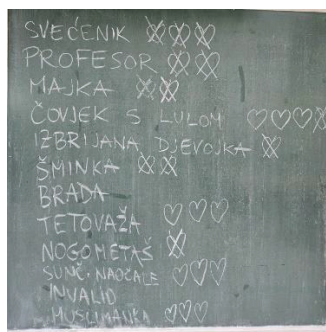 SVEĆENIK
PROFESOR
MAJKA
ČOVJEK S LULOM
IZBRIJANA DJEVOJKA
ŠMINKA
BRADA
TETOVAŽA
NOGOMETAŠ
SUNČ. NAOČALE
INVALID
MUSLIMANKA